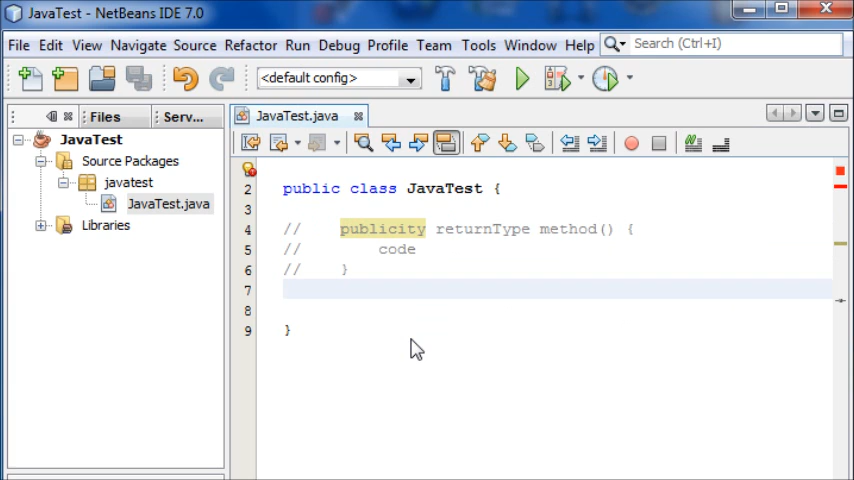 JavaTest - NetBeans IDE 7.0
File Edit View Navigate Source Refactor Run Debug Profile Team Tools Window Help Search (Ctrl+I)
<default config>
Files Serv...
JavaTest.java
JavaTest
Source Packages
javatest
JavaTest.java
Libraries
2 public class JavaTest {
3
4 // publicity returnType method() {
5 // code
6 // }
7
8
9 }